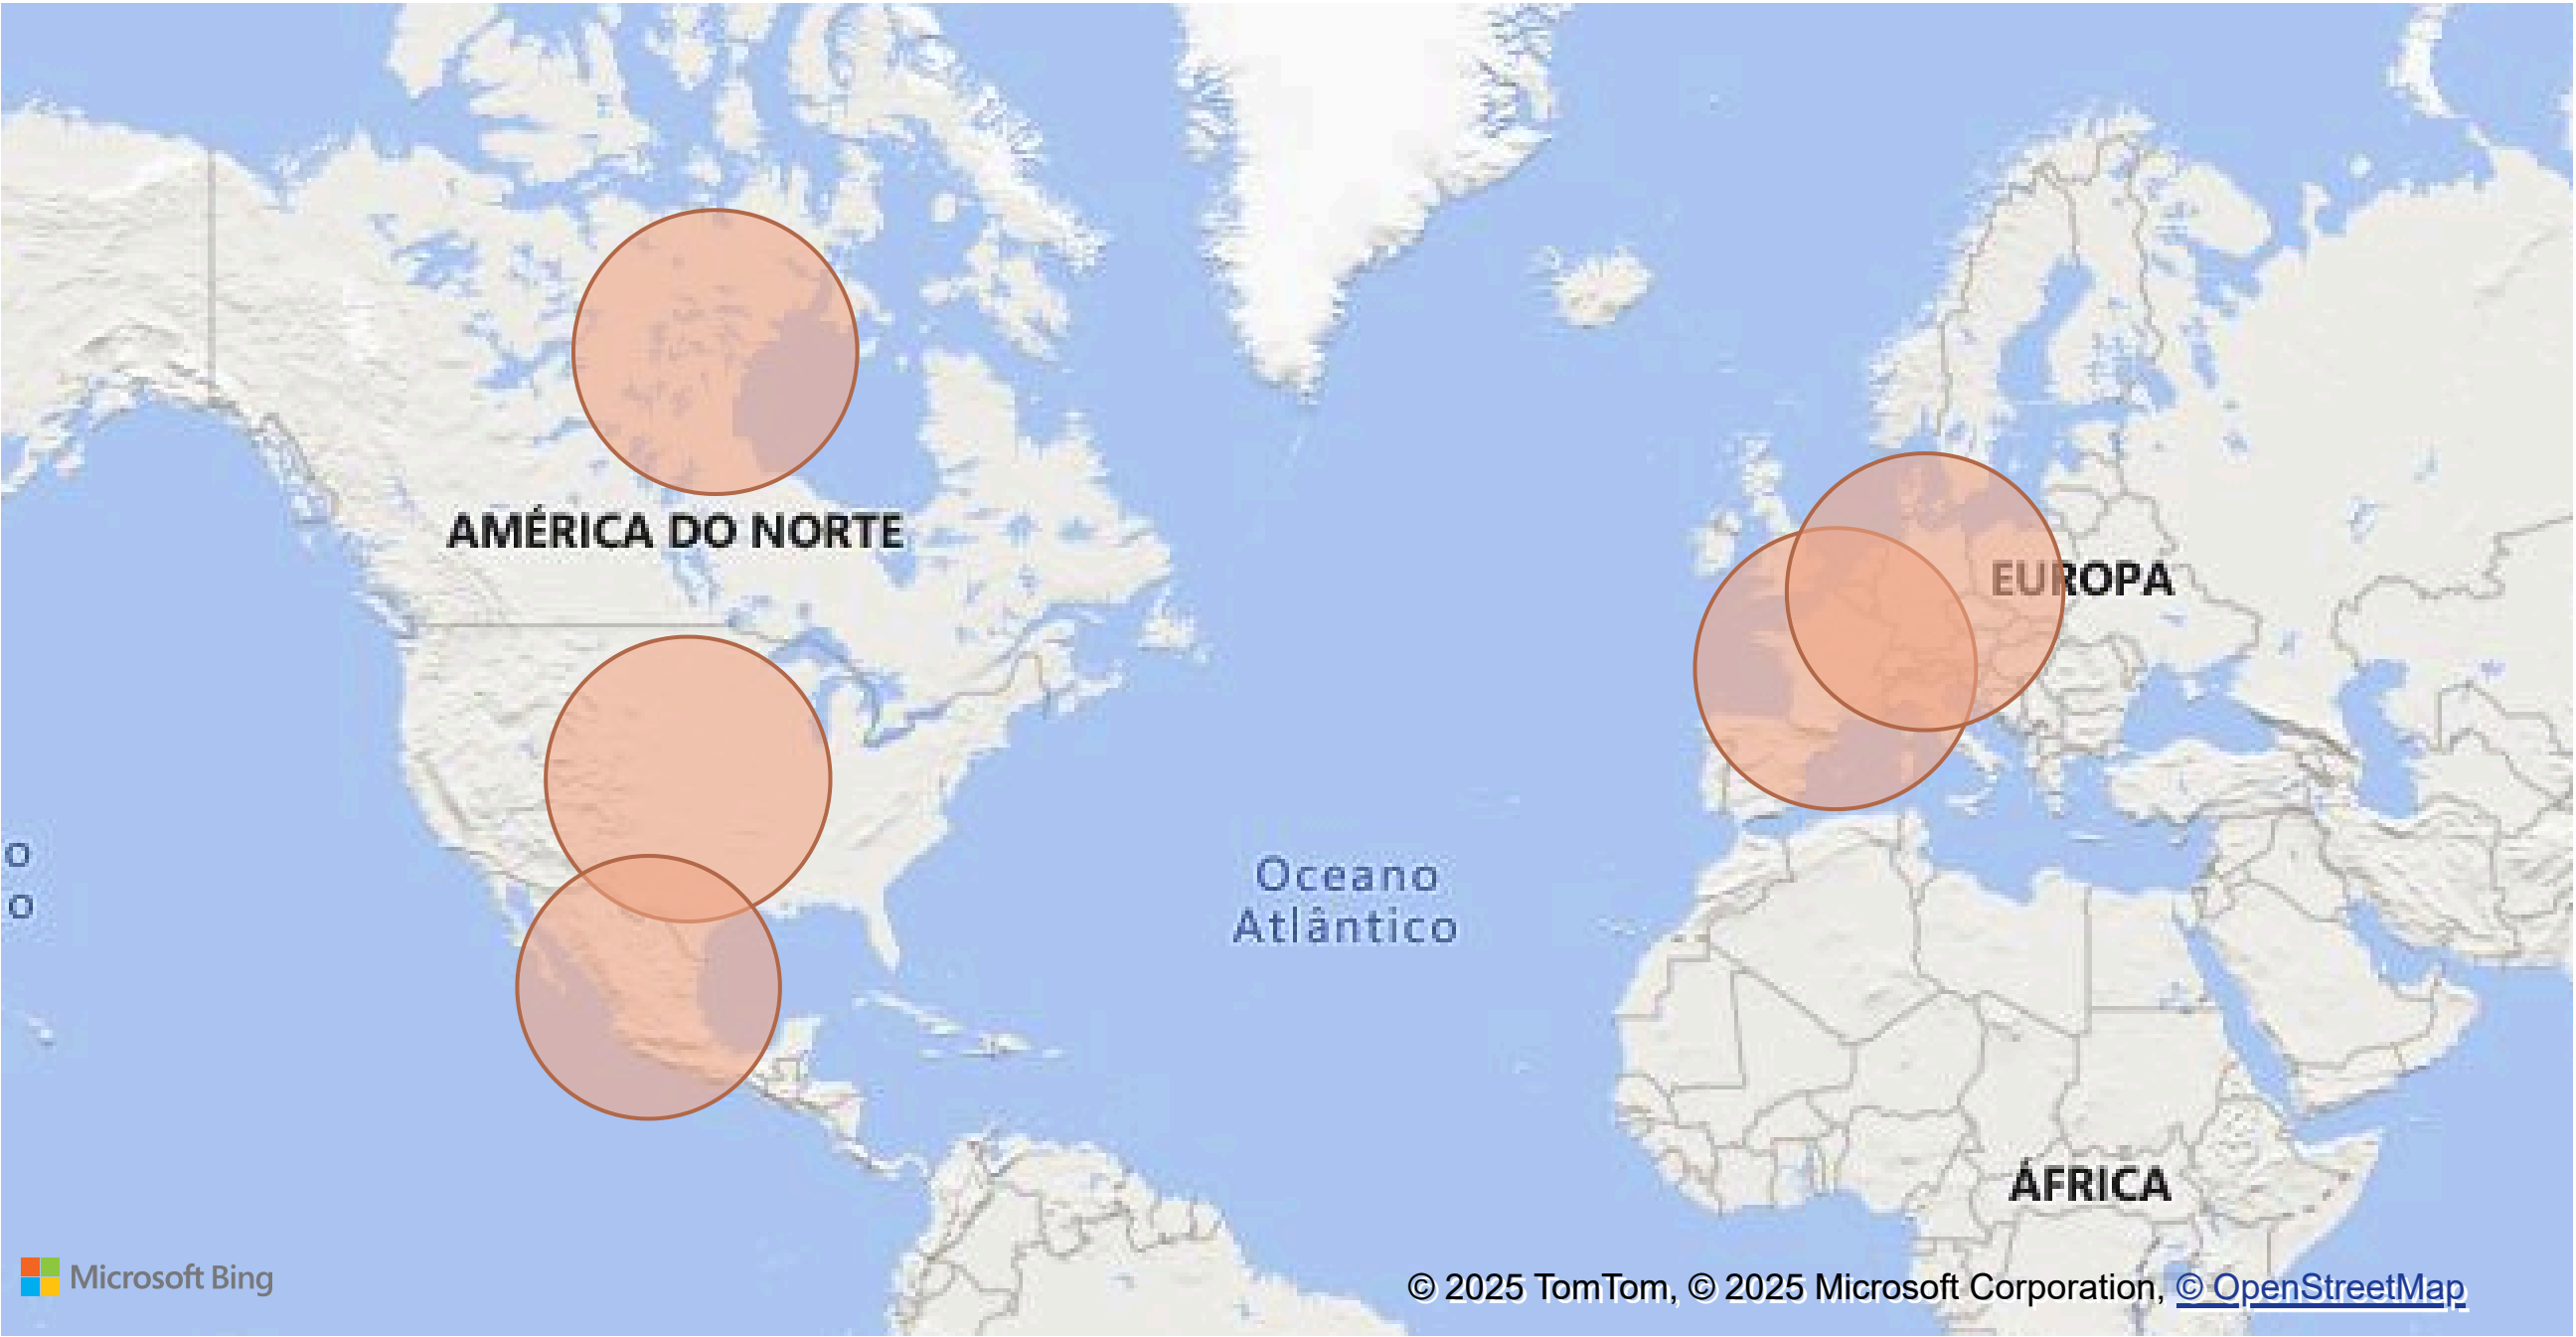 AMÉRICA DO NORTE
EUROPA
O
O
Oceano
Atlântico
ÁFRICA
Microsoft Bing
© 2025 TomTom, © 2025 Microsoft Corporation, © OpenStreetMap